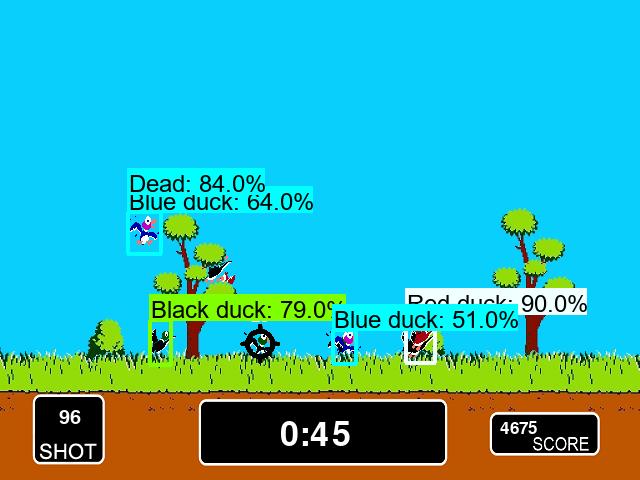 Dead: 84.0%
Blue duck: 64.0%
Red duck: 90.0%
Black duck: 79.0%
Blue duck: 51.0%
96
SHOT
0:45
4675
SCORE